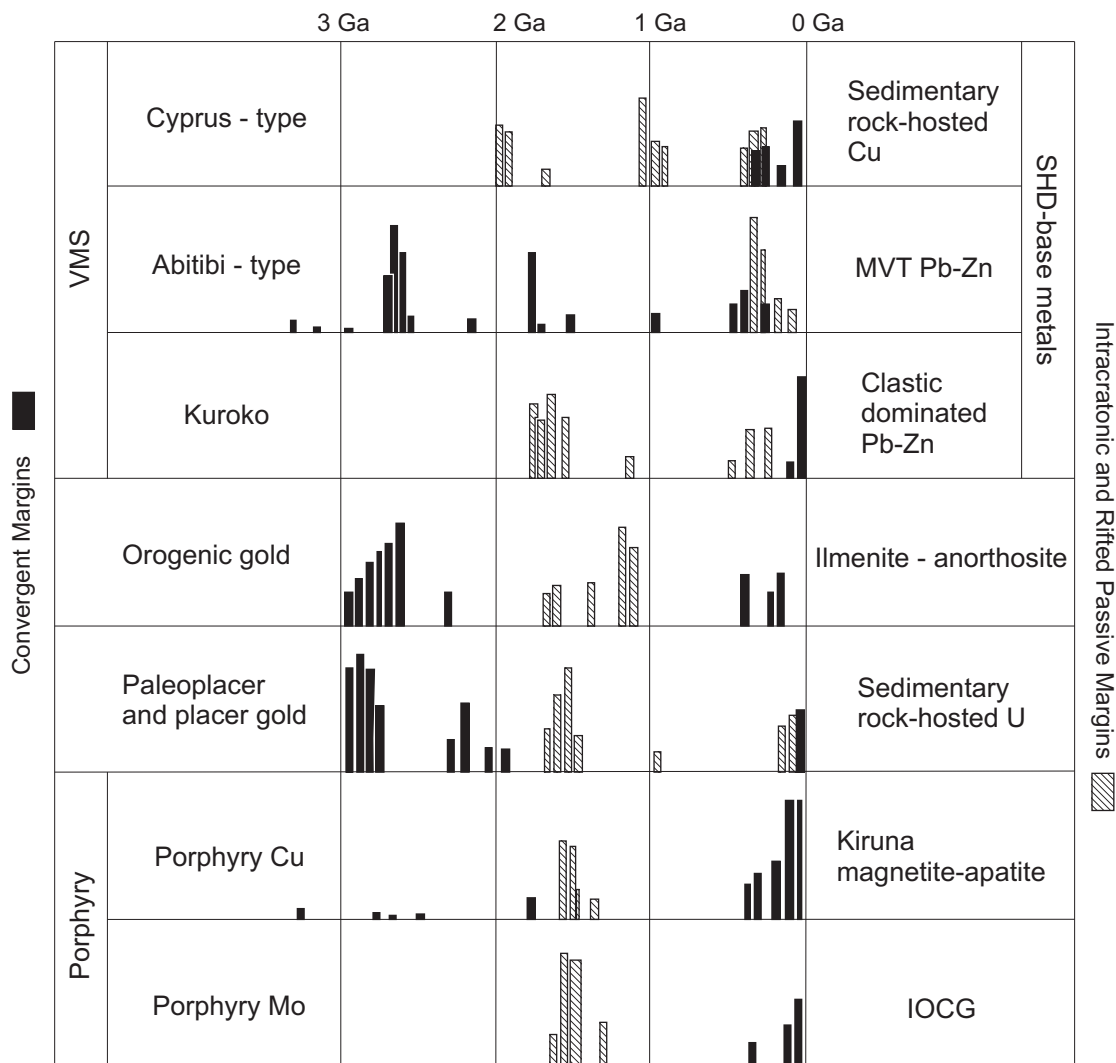 3 Ga 2 Ga 1 Ga 0 Ga
VMS
Cyprus - type
Sedimentary
rock-hosted
Cu
SHD-base metals
Abitibi - type
MVT Pb-Zn
Kuroko
Clastic
dominated
Pb-Zn
Convergent Margins
Intracratonic and Rifted Passive Margins
Orogenic gold
Ilmenite - anorthosite
Paleoplacer
and placer gold
Sedimentary
rock-hosted U
Porphyry
Porphyry Cu
Kiruna
magnetite-apatite
Porphyry Mo
IOCG